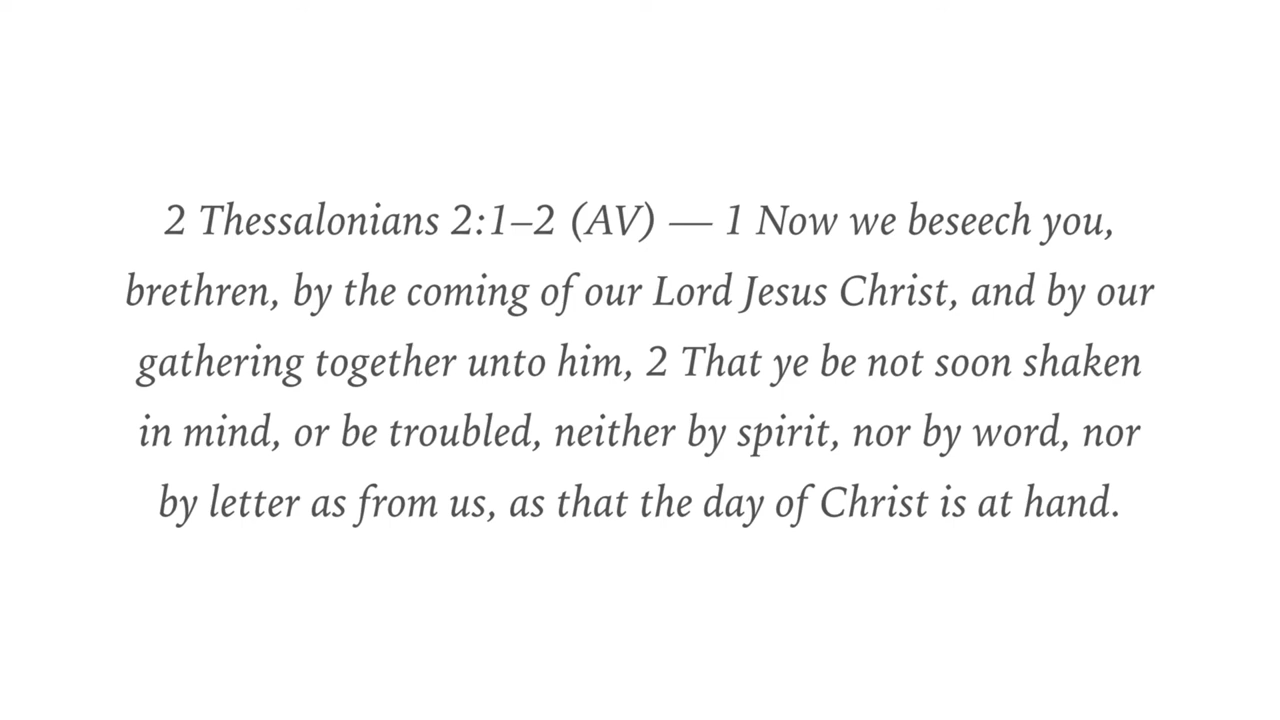 2 Thessalonians 2:1–2 (AV) — 1 Now we beseech you,
brethren, by the coming of our Lord Jesus Christ, and by our
gathering together unto him, 2 That ye be not soon shaken
in mind, or be troubled, neither by spirit, nor by word, nor
by letter as from us, as that the day of Christ is at hand.